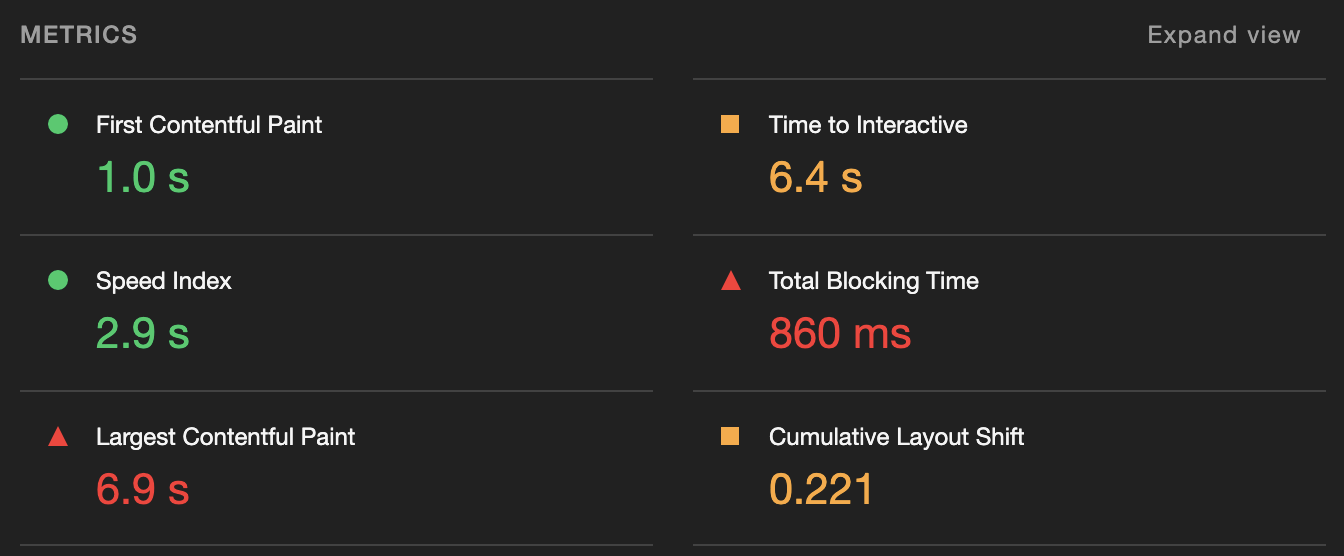 METRICS
Expand view
First Contentful Paint
1.0 s
Time to Interactive
6.4 s
Speed Index
2.9 s
Total Blocking Time
860 ms
Largest Contentful Paint
6.9 s
Cumulative Layout Shift
0.221